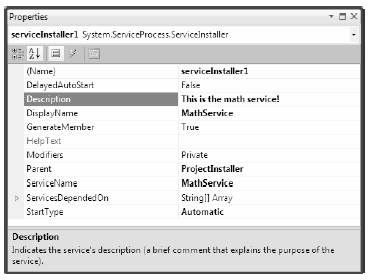 Properties
serviceInstaller1 System.ServiceProcess.ServiceInstaller
(Name) serviceInstaller1
DelayedAutoStart False
Description This is the math service!
DisplayName MathService
GenerateMember True
HelpText
Modifiers Private
Parent ProjectInstaller
ServiceName MathService
ServicesDependedOn String[] Array
StartType Automatic
Description
Indicates the service's description (a brief comment that explains the purpose of the
service).